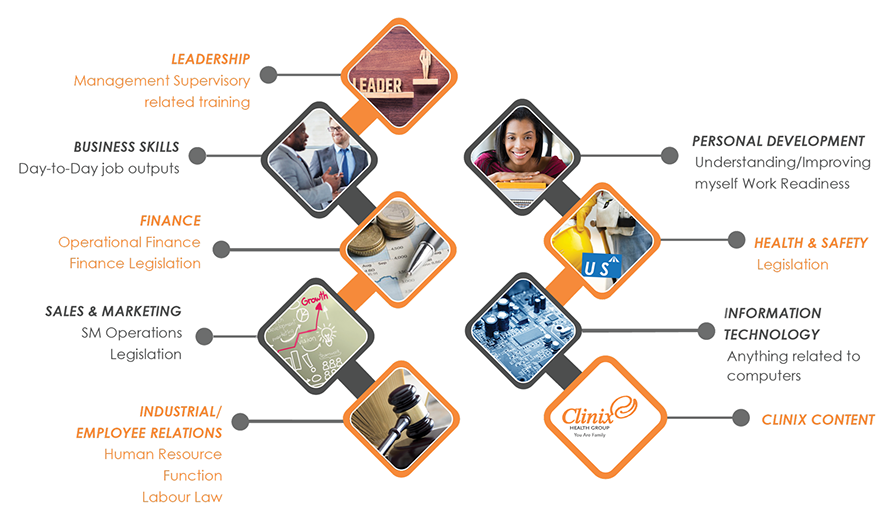 LEADERSHIP
Management Supervisory
related training
LEADER
BUSINESS SKILLS
Day-to-Day job outputs
FINANCE
Operational Finance
Finance Legislation
SALES & MARKETING
SM Operations
Legislation
Growth
INDUSTRIAL/
EMPLOYEE RELATIONS
Human Resource
Function
Labour Law
PERSONAL DEVELOPMENT
Understanding/Improving
myself Work Readiness
HEALTH & SAFETY
Legislation
US
INFORMATION
TECHNOLOGY
Anything related to
computers
Clinix
HEALTH GROUP
You Are Family
CLINIX CONTENT